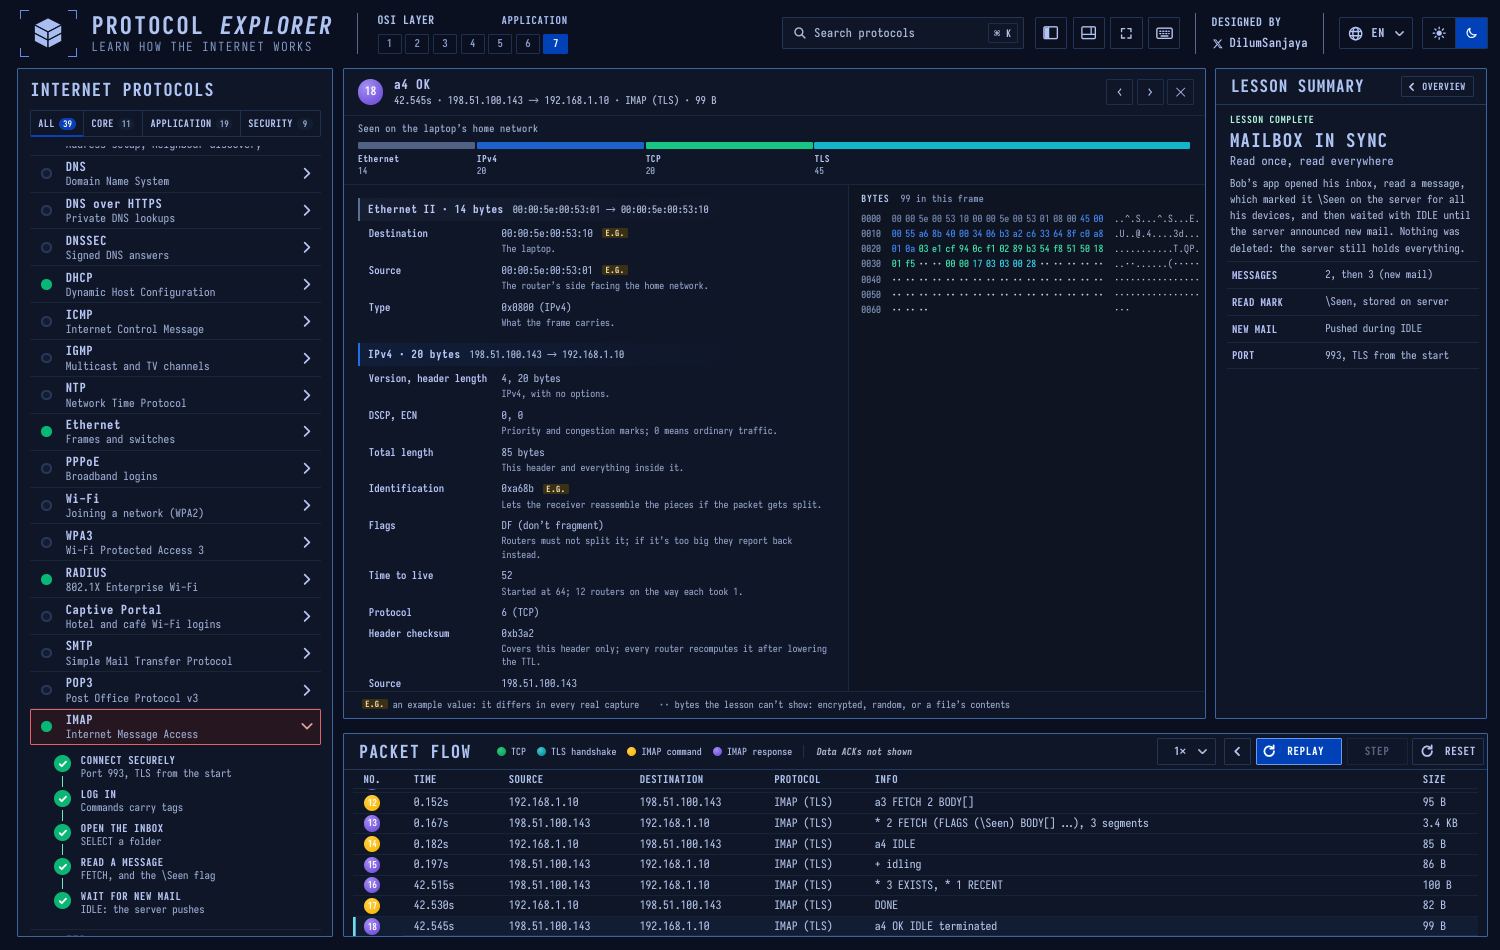 PROTOCOL EXPLORER
LEARN HOW THE INTERNET WORKS
OSI LAYER APPLICATION
1 2 3 4 5 6 7
Search protocols ⌘ K
DESIGNED BY
DilumSanjaya
EN
INTERNET PROTOCOLS
ALL 39 CORE 11 APPLICATION 19 SECURITY 9
Address setup, neighbour discovery
DNS
Domain Name System
DNS over HTTPS
Private DNS lookups
DNSSEC
Signed DNS answers
DHCP
Dynamic Host Configuration
ICMP
Internet Control Message
IGMP
Multicast and TV channels
NTP
Network Time Protocol
Ethernet
Frames and switches
PPPoE
Broadband logins
Wi-Fi
Joining a network (WPA2)
WPA3
Wi-Fi Protected Access 3
RADIUS
802.1X Enterprise Wi-Fi
Captive Portal
Hotel and café Wi-Fi logins
SMTP
Simple Mail Transfer Protocol
POP3
Post Office Protocol v3
IMAP
Internet Message Access
CONNECT SECURELY
Port 993, TLS from the start
LOG IN
Commands carry tags
OPEN THE INBOX
SELECT a folder
READ A MESSAGE
FETCH, and the \Seen flag
WAIT FOR NEW MAIL
IDLE: the server pushes
18 a4 OK
42.545s · 198.51.100.143 → 192.168.1.10 · IMAP (TLS) · 99 B
Seen on the laptop’s home network
Ethernet IPv4 TCP TLS
14 20 20 45
Ethernet II · 14 bytes 00:00:5e:00:53:01 → 00:00:5e:00:53:10
Destination 00:00:5e:00:53:10 E.G.
The laptop.
Source 00:00:5e:00:53:01 E.G.
The router’s side facing the home network.
Type 0x0800 (IPv4)
What the frame carries.
IPv4 · 20 bytes 198.51.100.143 → 192.168.1.10
Version, header length 4, 20 bytes
IPv4, with no options.
DSCP, ECN 0, 0
Priority and congestion marks; 0 means ordinary traffic.
Total length 85 bytes
This header and everything inside it.
Identification 0xa68b E.G.
Lets the receiver reassemble the pieces if the packet gets split.
Flags DF (don’t fragment)
Routers must not split it; if it’s too big they report back
instead.
Time to live 52
Started at 64; 12 routers on the way each took 1.
Protocol 6 (TCP)
Header checksum 0xb3a2
Covers this header only; every router recomputes it after lowering
the TTL.
Source 198.51.100.143
BYTES 99 in this frame
0000 00 00 5e 00 53 10 00 00 5e 00 53 01 08 00 45 00 ..^.S...^.S...E.
0010 00 55 a6 8b 40 00 34 06 b3 a2 c6 33 64 8f c0 a8 .U..@.4....3d...
0020 01 0a 03 e1 cf 94 0c f1 02 89 b3 54 f8 51 50 18 ...........T.QP.
0030 01 f5 ·· ·· 00 00 17 03 03 00 28 ·· ·· ·· ·· ·· ..··......(·····
0040 ·· ·· ·· ·· ·· ·· ·· ·· ·· ·· ·· ·· ·· ·· ·· ·· ················
0050 ·· ·· ·· ·· ·· ·· ·· ·· ·· ·· ·· ·· ·· ·· ·· ·· ················
0060 ·· ·· ·· ···
E.G. an example value: it differs in every real capture ·· bytes the lesson can’t show: encrypted, random, or a file’s contents
LESSON SUMMARY OVERVIEW
LESSON COMPLETE
MAILBOX IN SYNC
Read once, read everywhere
Bob’s app opened his inbox, read a message,
which marked it \Seen on the server for all
his devices, and then waited with IDLE until
the server announced new mail. Nothing was
deleted: the server still holds everything.
MESSAGES 2, then 3 (new mail)
READ MARK \Seen, stored on server
NEW MAIL Pushed during IDLE
PORT 993, TLS from the start
PACKET FLOW TCP TLS handshake IMAP command IMAP response Data ACKs not shown 1× REPLAY STEP RESET
NO. TIME SOURCE DESTINATION PROTOCOL INFO SIZE
12 0.152s 192.168.1.10 198.51.100.143 IMAP (TLS) a3 FETCH 2 BODY[] 95 B
13 0.167s 198.51.100.143 192.168.1.10 IMAP (TLS) * 2 FETCH (FLAGS (\Seen) BODY[] …), 3 segments 3.4 KB
14 0.182s 192.168.1.10 198.51.100.143 IMAP (TLS) a4 IDLE 85 B
15 0.197s 198.51.100.143 192.168.1.10 IMAP (TLS) + idling 86 B
16 42.515s 198.51.100.143 192.168.1.10 IMAP (TLS) * 3 EXISTS, * 1 RECENT 100 B
17 42.530s 192.168.1.10 198.51.100.143 IMAP (TLS) DONE 82 B
18 42.545s 198.51.100.143 192.168.1.10 IMAP (TLS) a4 OK IDLE terminated 99 B